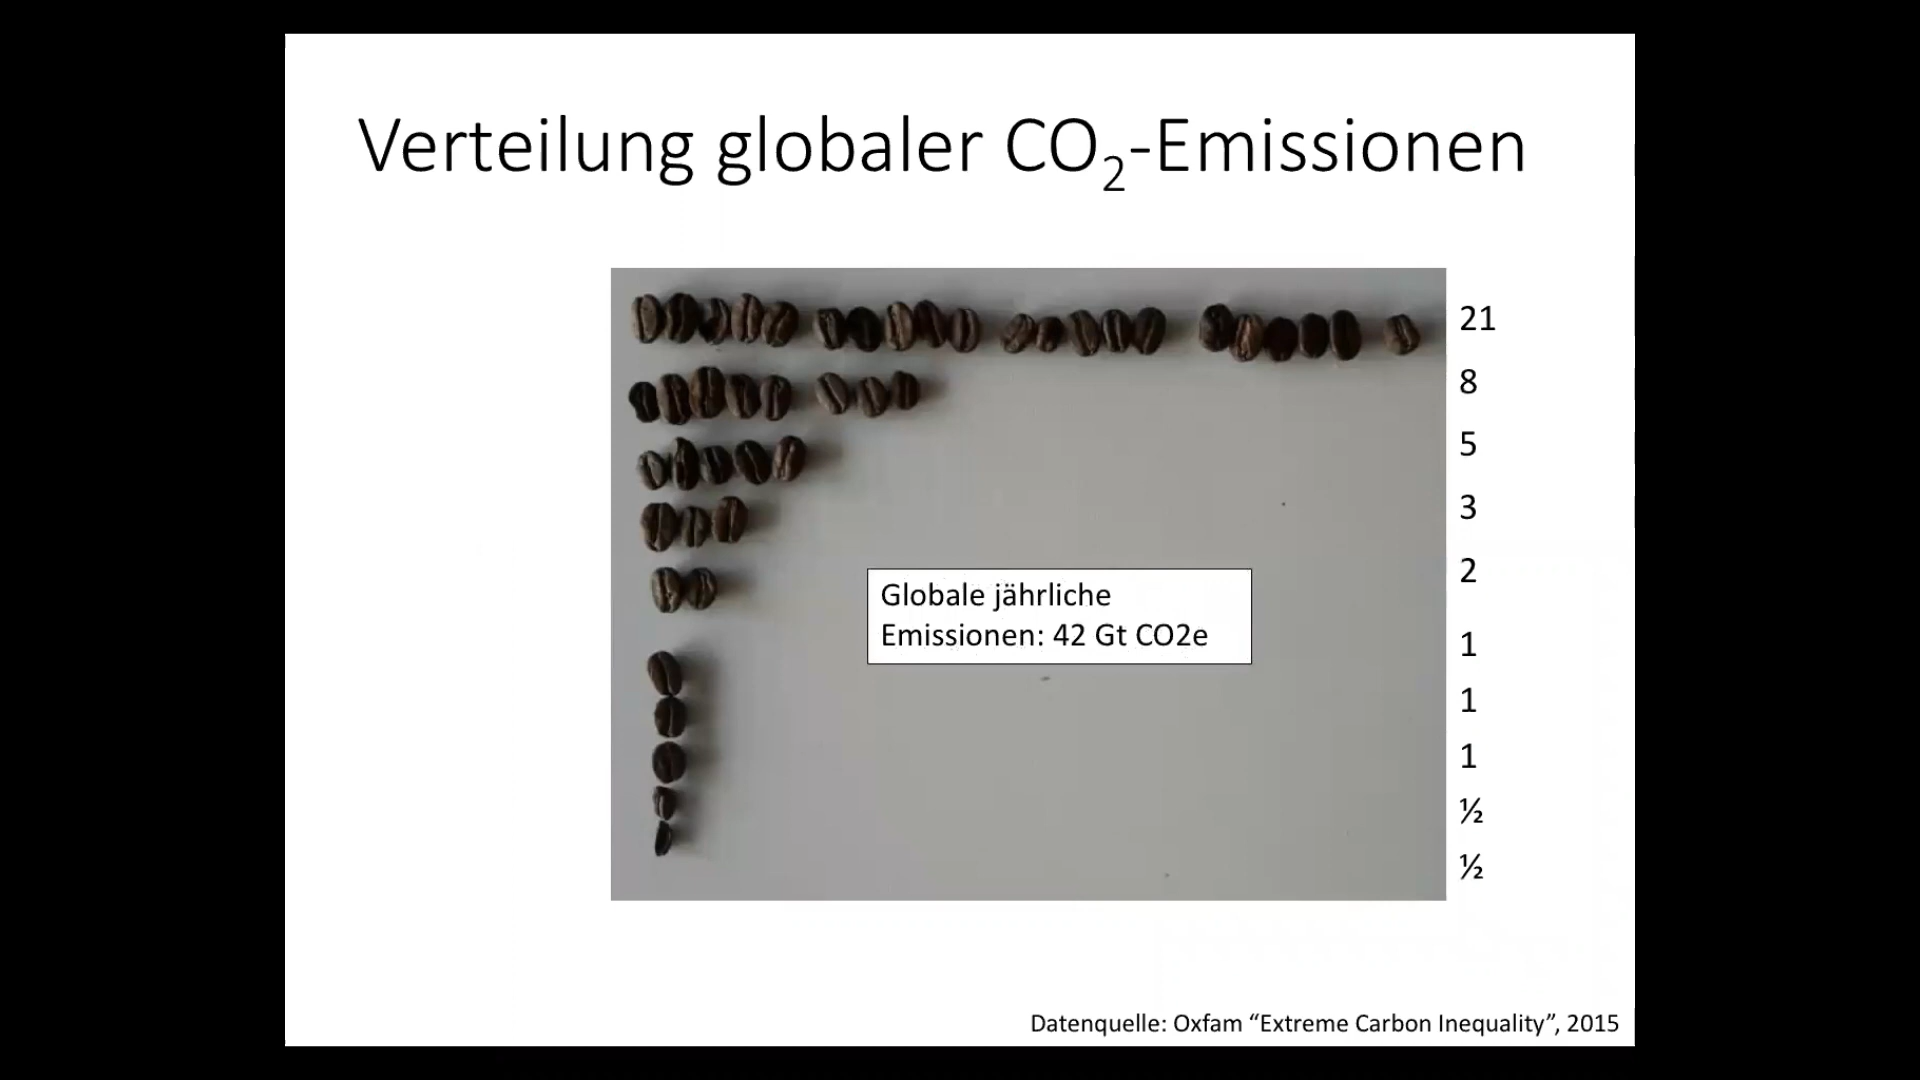 Verteilung globaler CO₂-Emissionen
21
8
5
3
2
Globale jährliche
Emissionen: 42 Gt CO2e
1
1
1
½
½
Datenquelle: Oxfam “Extreme Carbon Inequality”, 2015